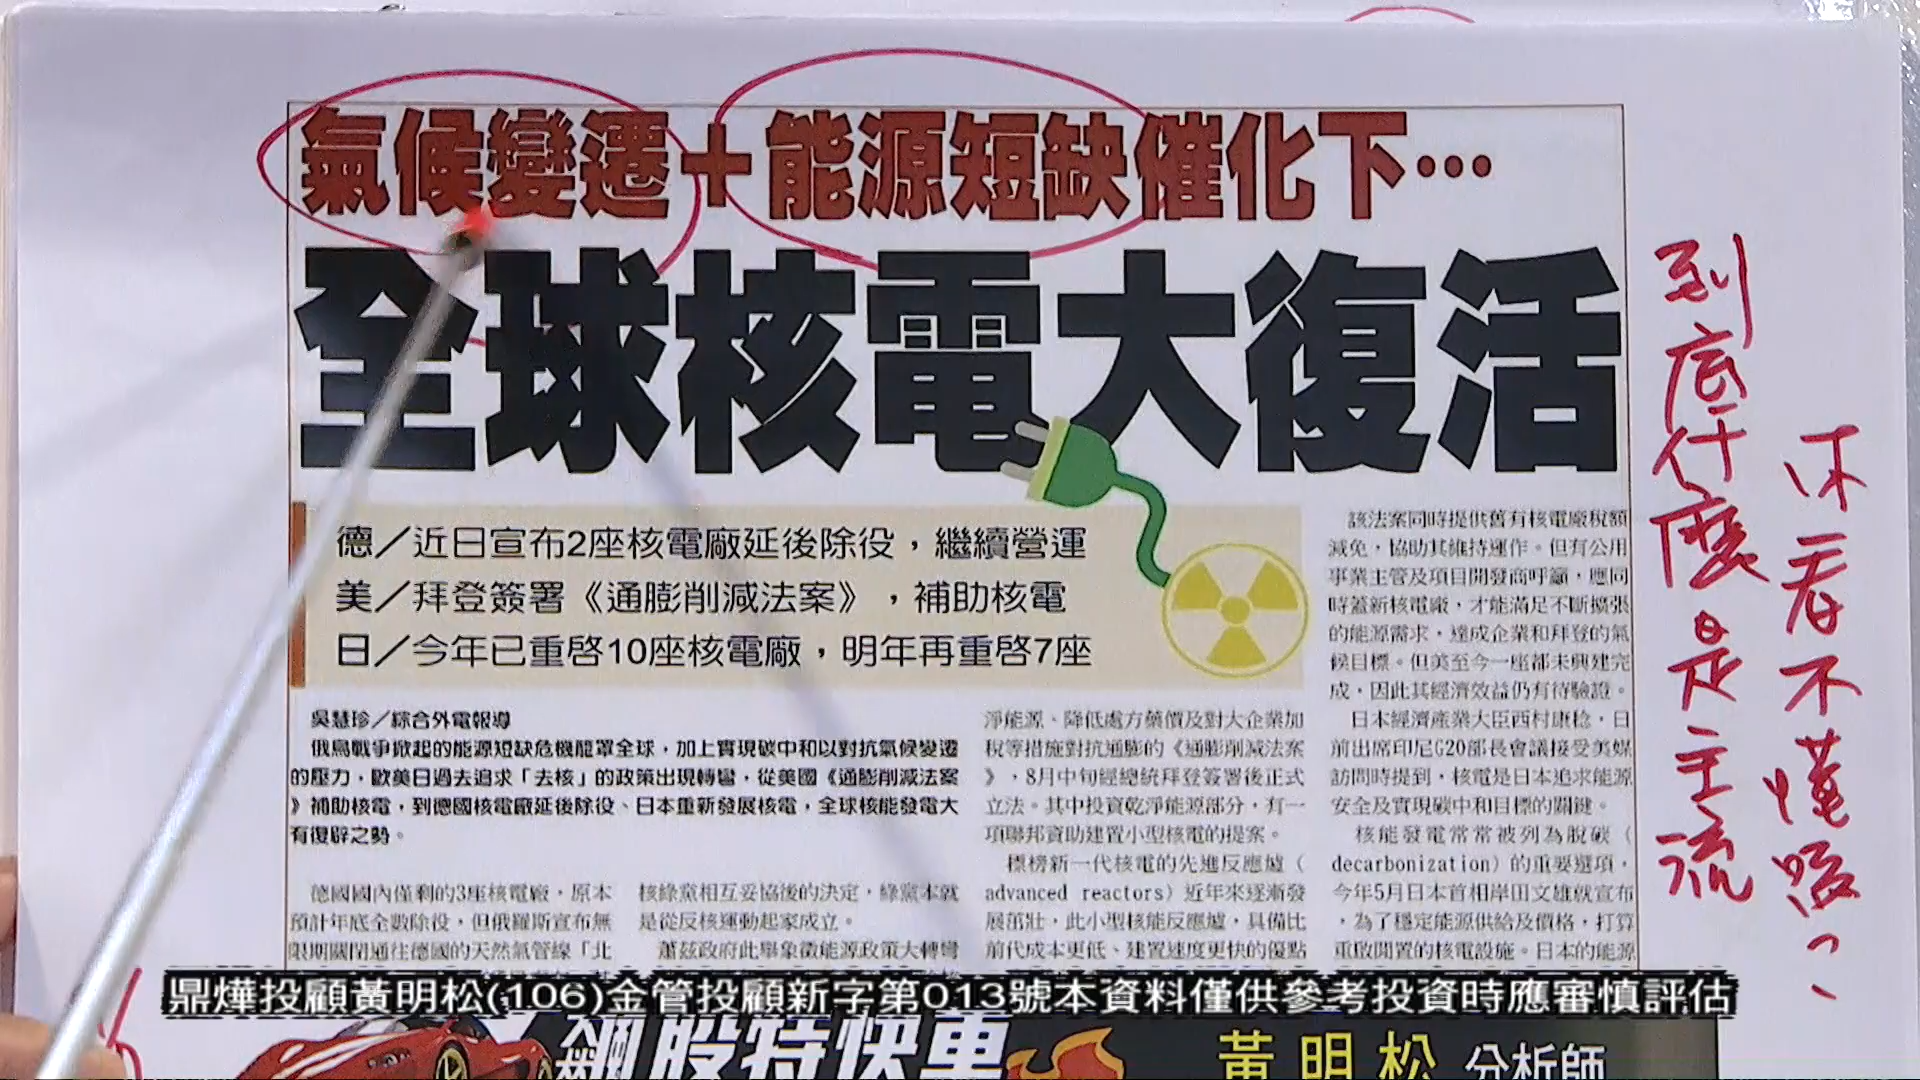 氣候變遷＋能源短缺催化下…
全球核電大復活
德／近日宣布2座核電廠延後除役，繼續營運
美／拜登簽署《通膨削減法案》，補助核電
日／今年已重啓10座核電廠，明年再重啓7座
吳慧珍／綜合外電報導
俄烏戰爭掀起的能源短缺危機籠罩全球，加上實現碳中和以對抗氣候變遷
的壓力，歐美日過去追求「去核」的政策出現轉彎，從美國《通膨削減法案
》補助核電，到德國核電廠延後除役、日本重新發展核電，全球核能發電大
有復辟之勢。
德國國內僅剩的3座核電廠，原本
預計年底全數除役，但俄羅斯宣布無
限期關閉通往德國的天然氣管線「北
核綠黨相互妥協後的決定，綠黨本就
是從反核運動起家成立。
蕭茲政府此舉象徵能源政策大轉彎
淨能源、降低處方藥價及對大企業加
稅等措施對抗通膨的《通膨削減法案
》，8月中旬經總統拜登簽署後正式
立法。其中投資乾淨能源部分，有一
項聯邦資助建置小型核電的提案。
標榜新一代核電的先進反應爐（
advanced reactors）近年來逐漸發
展茁壯，此小型核能反應爐，具備比
前代成本更低、建置速度更快的優點
該法案同時提供舊有核電廠稅額
減免，協助其維持運作。但有公用
事業主管及項目開發商呼籲，應同
時蓋新核電廠，才能滿足不斷擴張
的能源需求，達成企業和拜登的氣
候目標。但美至今一座都未興建完
成，因此其經濟效益仍有待驗證。
日本經濟產業大臣西村康稔，日
前出席印尼G20部長會議接受美媒
訪問時提到，核電是日本追求能源
安全及實現碳中和目標的關鍵。
核能發電常常被列為脫碳（
decarbonization）的重要選項，
今年5月日本首相岸田文雄就宣布
，為了穩定能源供給及價格，打算
重啟閒置的核電設施。日本的能源
到底什麼是主流
不看不懂
鼎燁投顧黃明松(106)金管投顧新字第013號本資料僅供參考投資時應審慎評估
飆股特快車
黃明松 分析師